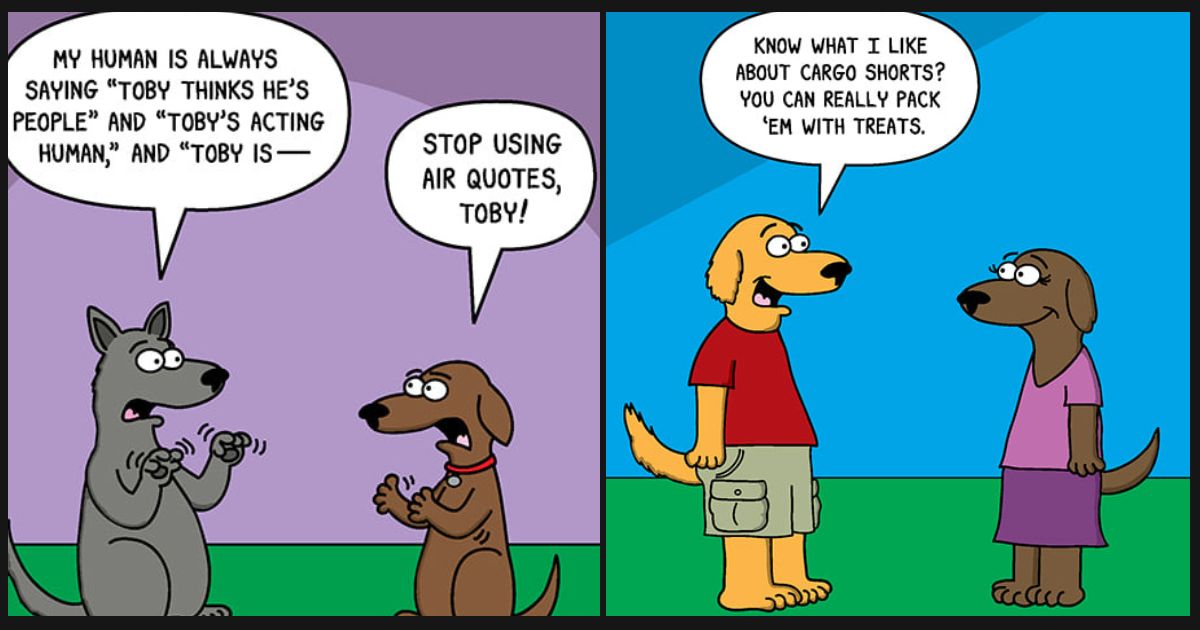 MY HUMAN IS ALWAYS
SAYING “TOBY THINKS HE’S
PEOPLE” AND “TOBY’S ACTING
HUMAN,” AND “TOBY IS —
STOP USING
AIR QUOTES,
TOBY!
KNOW WHAT I LIKE
ABOUT CARGO SHORTS?
YOU CAN REALLY PACK
‘EM WITH TREATS.